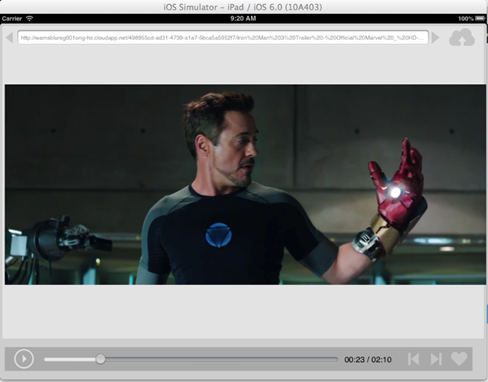 iOS Simulator – iPad / iOS 6.0 (10A403)
Carrier 9:20 AM 100%
00:23 / 02:10